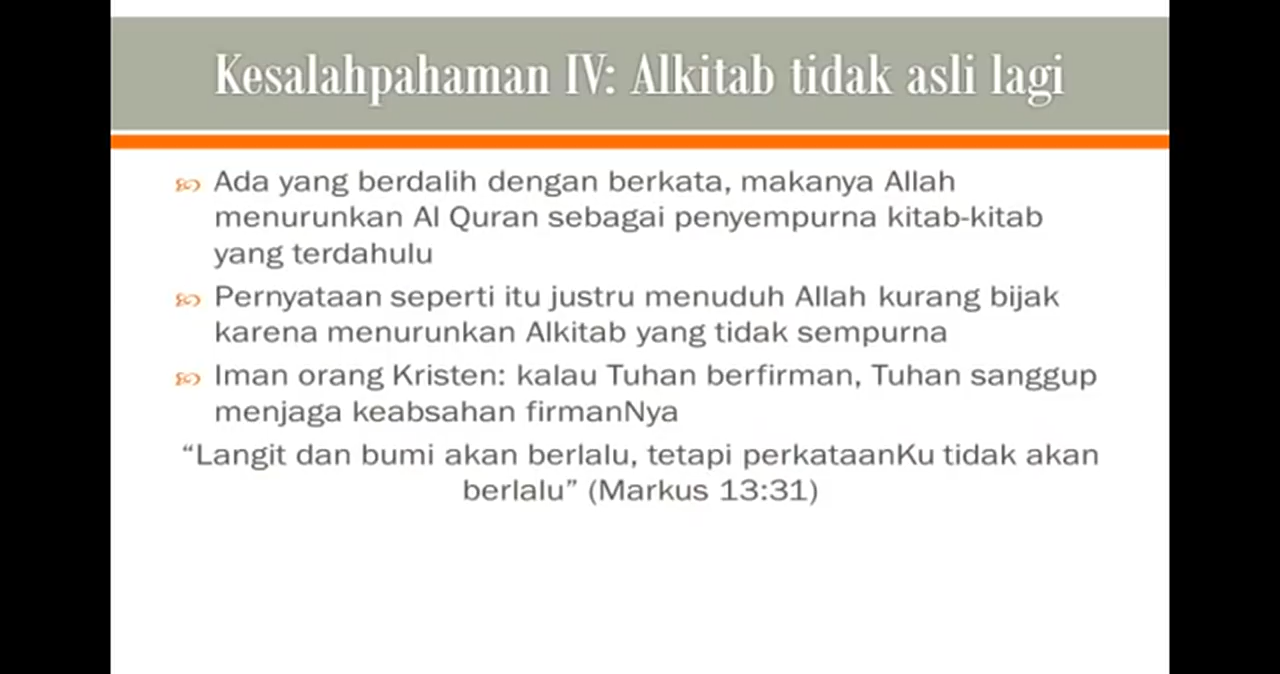 Kesalahpahaman IV: Alkitab tidak asli lagi
Ada yang berdalih dengan berkata, makanya Allah
menurunkan Al Quran sebagai penyempurna kitab-kitab
yang terdahulu
Pernyataan seperti itu justru menuduh Allah kurang bijak
karena menurunkan Alkitab yang tidak sempurna
Iman orang Kristen: kalau Tuhan berfirman, Tuhan sanggup
menjaga keabsahan firmanNya
“Langit dan bumi akan berlalu, tetapi perkataanKu tidak akan
berlalu” (Markus 13:31)